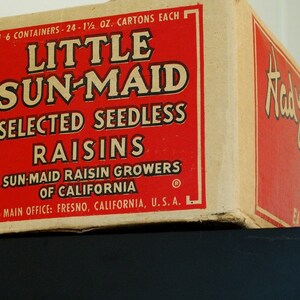 6 CONTAINERS - 24 - 1½ OZ. CARTONS EACH
LITTLE
SUN-MAID
SELECTED SEEDLESS
RAISINS
SUN-MAID RAISIN GROWERS
OF CALIFORNIA ®
MAIN OFFICE: FRESNO, CALIFORNIA, U.S.A.